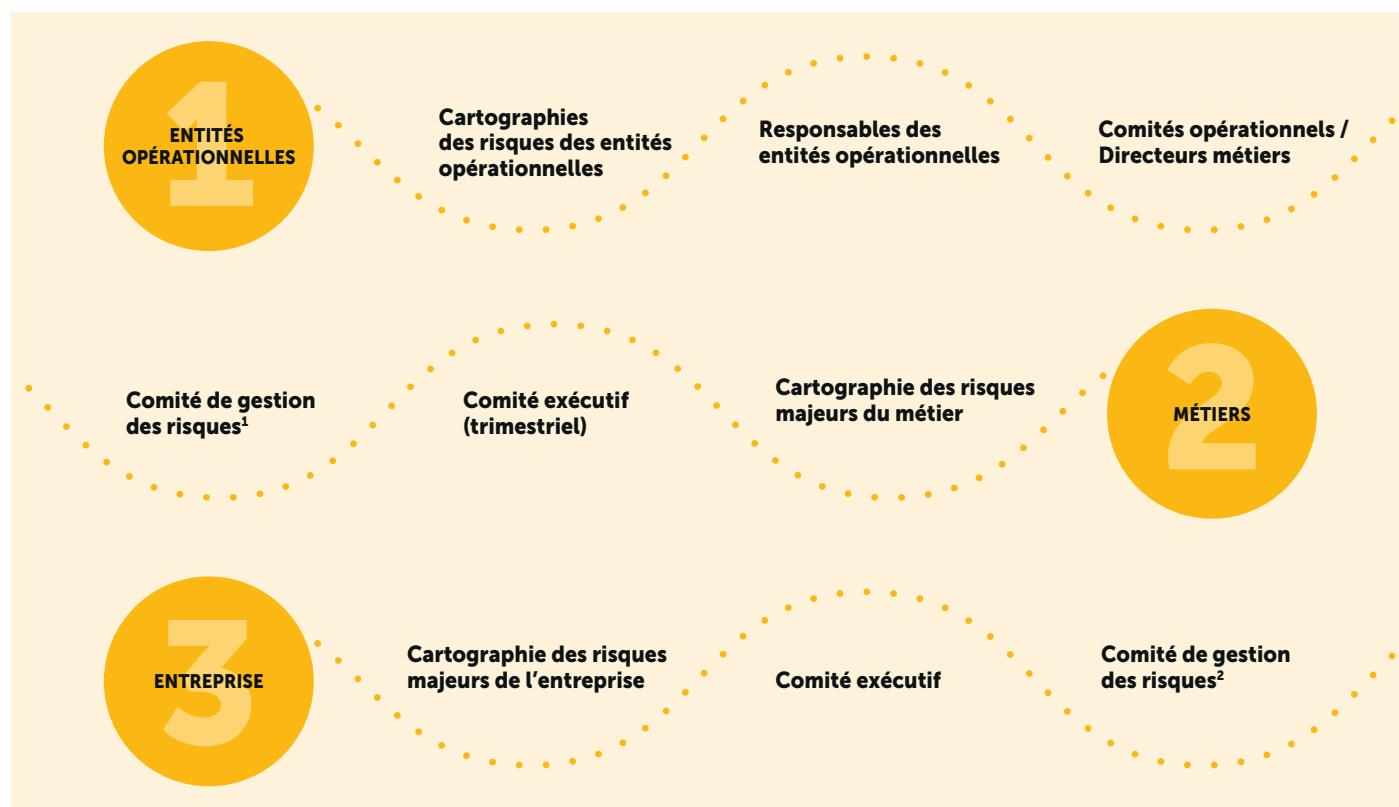 1
ENTITÉS
OPÉRATIONNELLES
Cartographies
des risques des entités
opérationnelles
Responsables des
entités opérationnelles
Comités opérationnels /
Directeurs métiers
Comité de gestion
des risques¹
Comité exécutif
(trimestriel)
Cartographie des risques
majeurs du métier
2
MÉTIERS
3
ENTREPRISE
Cartographie des risques
majeurs de l’entreprise
Comité exécutif
Comité de gestion
des risques²